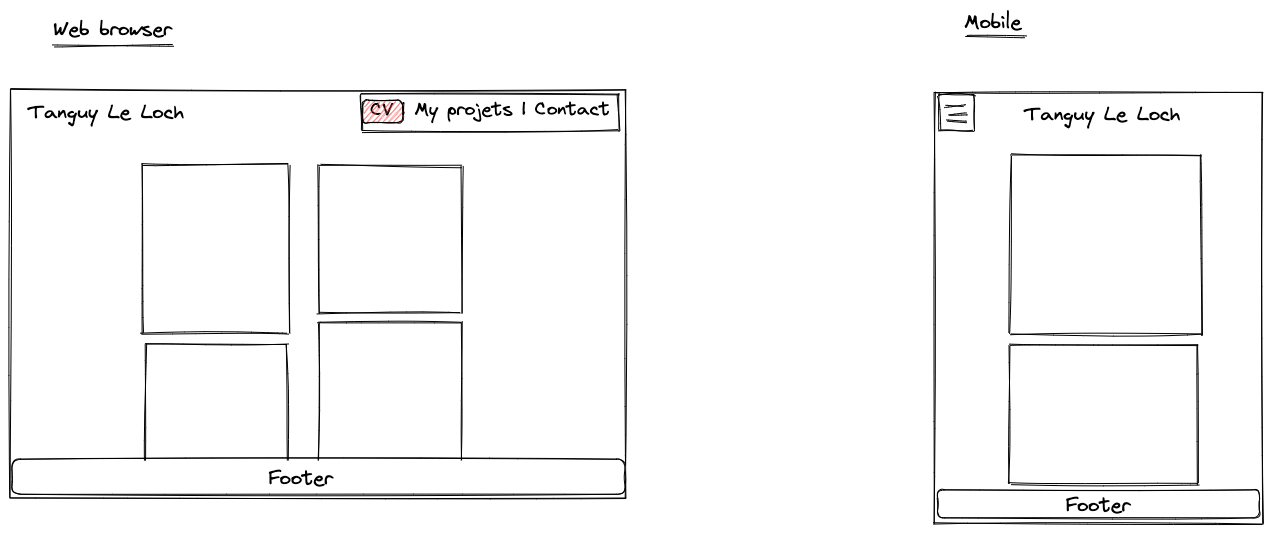 Web browser
Mobile
Tanguy Le Loch
CV My projets | Contact
Tanguy Le Loch
Footer
Footer